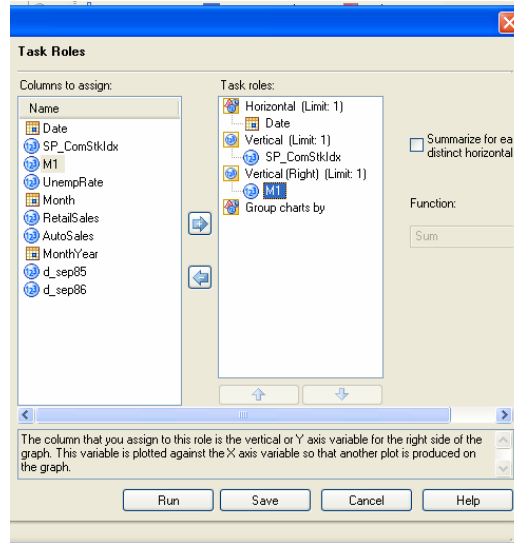 Task Roles
Columns to assign:
Name
Date
SP_ComStkIdx
M1
UnempRate
Month
RetailSales
AutoSales
MonthYear
d_sep85
d_sep86
Task roles:
Horizontal (Limit: 1)
Date
Vertical (Limit: 1)
SP_ComStkIdx
Vertical (Right) (Limit: 1)
M1
Group charts by
Summarize for ea
distinct horizontal
Function:
Sum
The column that you assign to this role is the vertical or Y axis variable for the right side of the
graph. This variable is plotted against the X axis variable so that another plot is produced on
the graph.
Run
Save
Cancel
Help